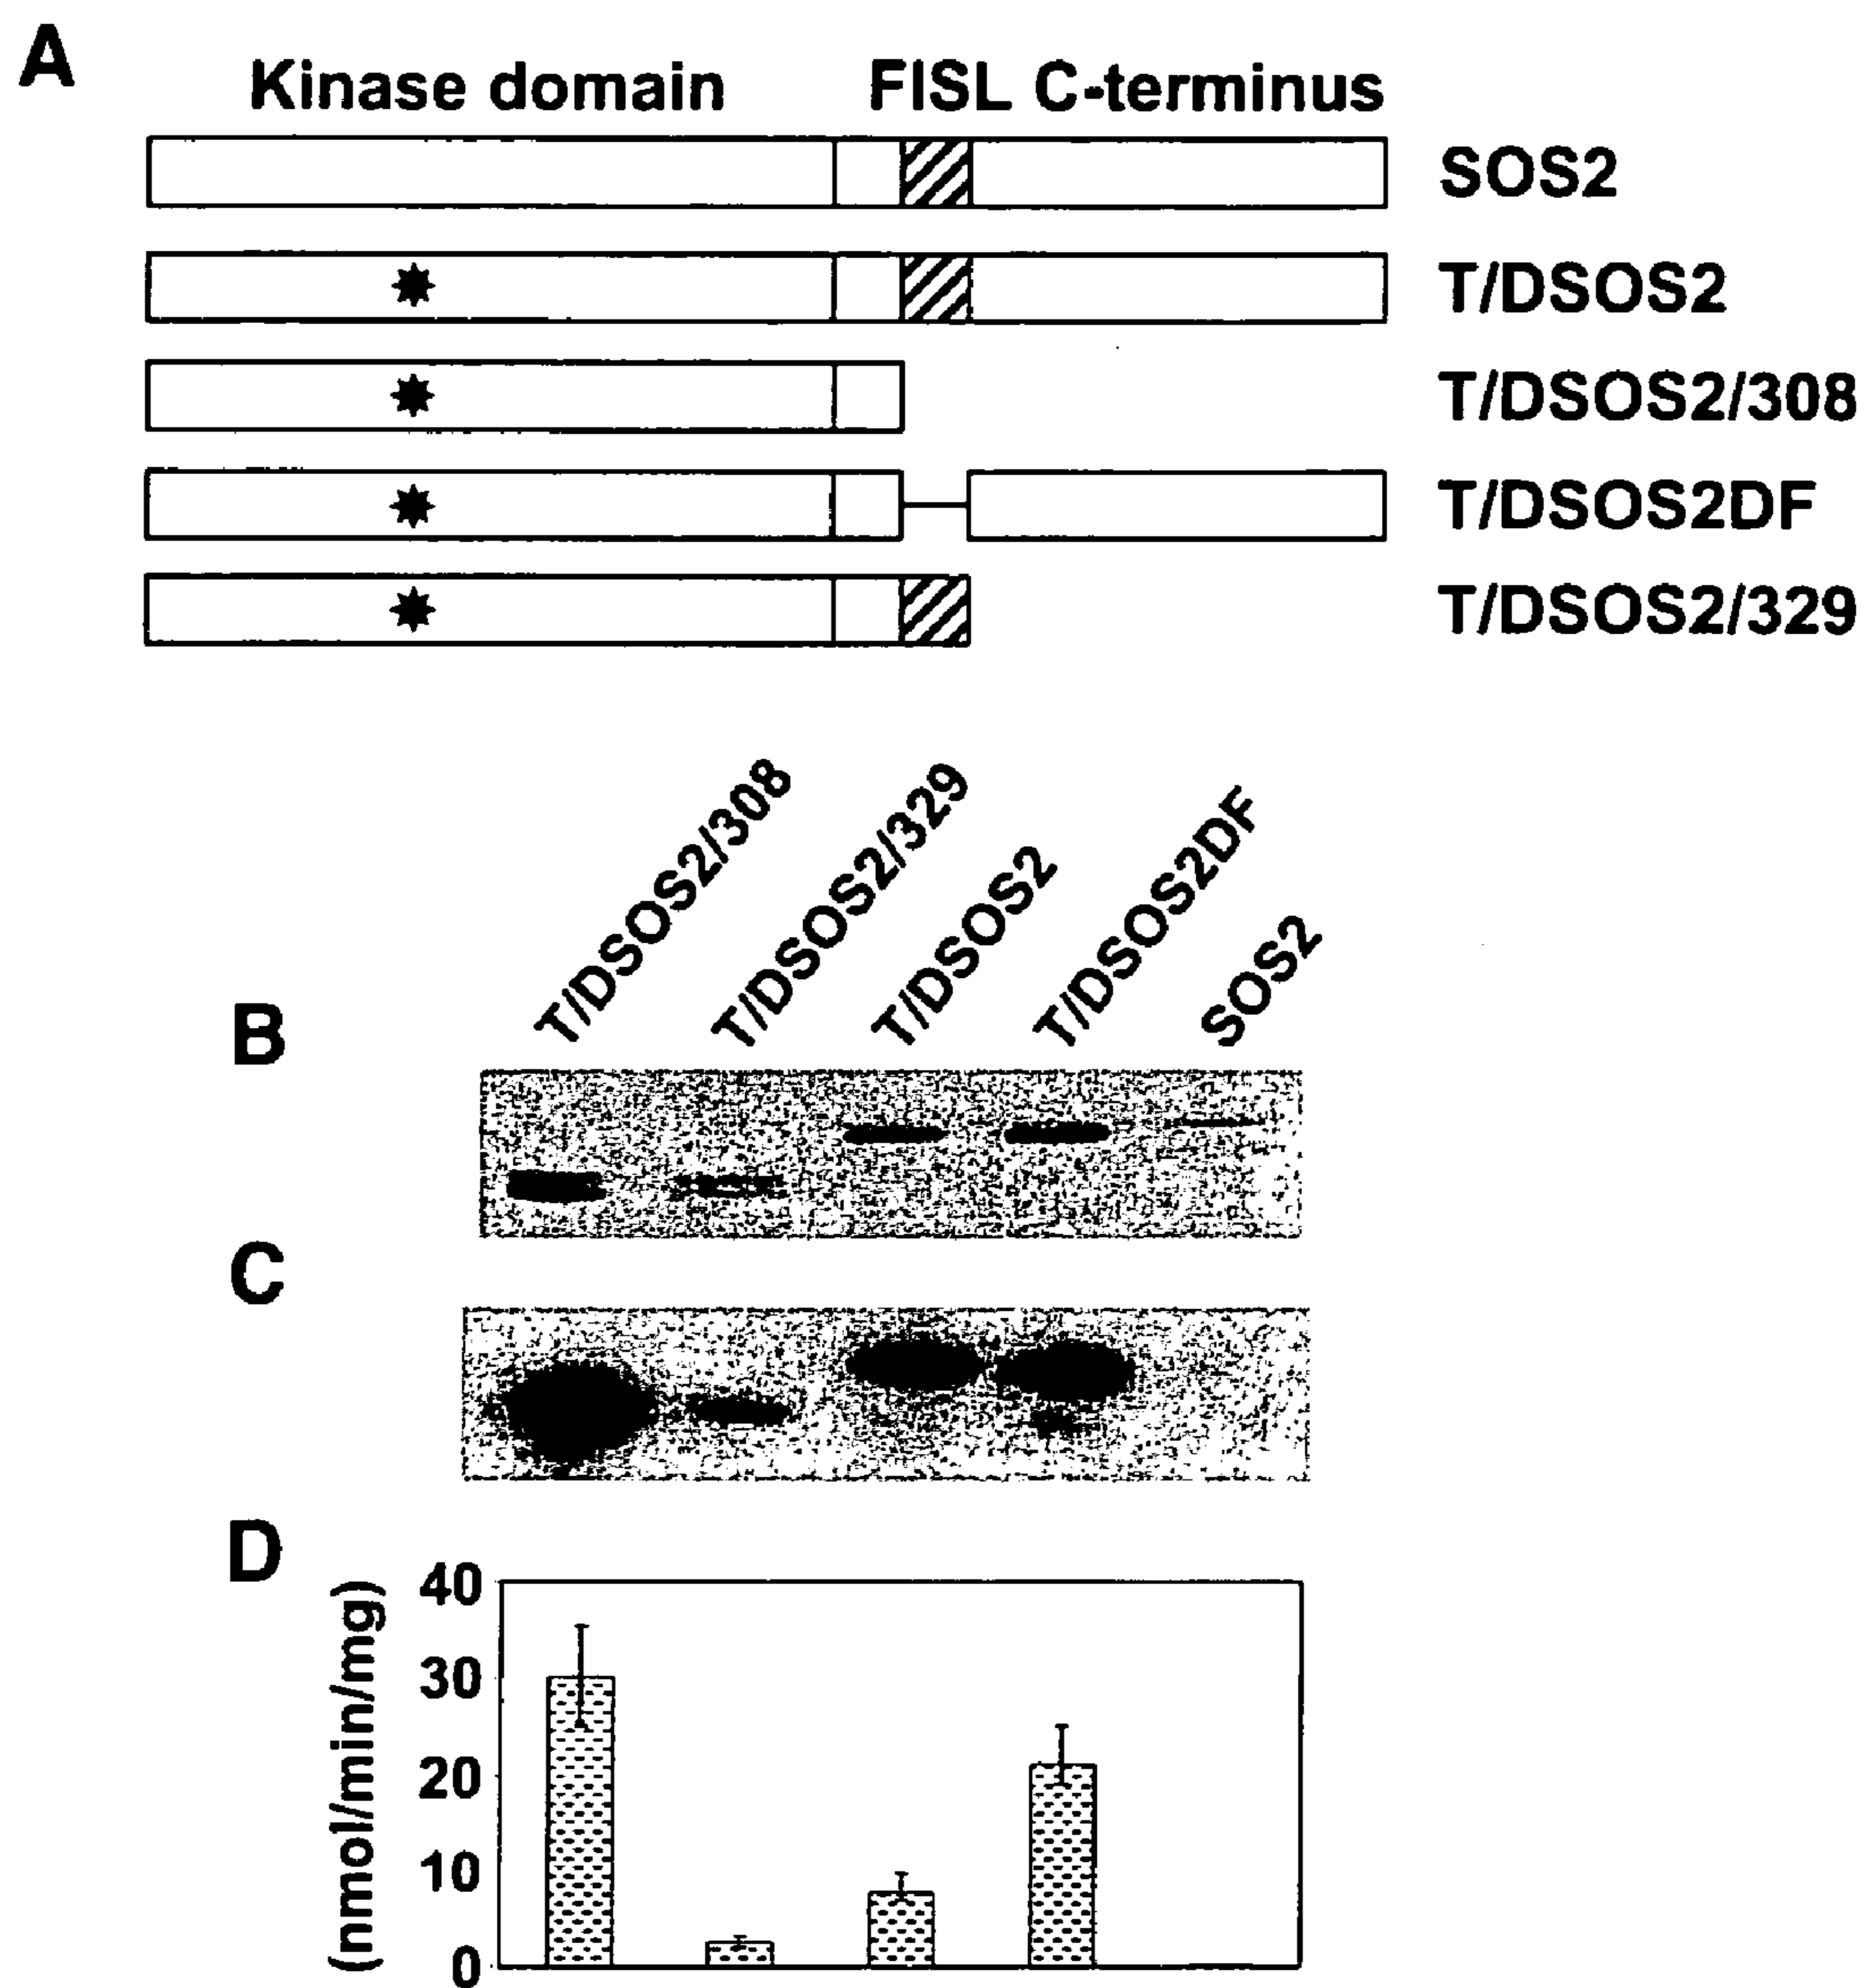 A
Kinase domain FISL C-terminus
SOS2
T/DSOS2
T/DSOS2/308
T/DSOS2DF
T/DSOS2/329
T/DSOS2/308 T/DSOS2/329 T/DSOS2 T/DSOS2DF SOS2
B
C
D
(nmol/min/mg)
40
30
20
10
0